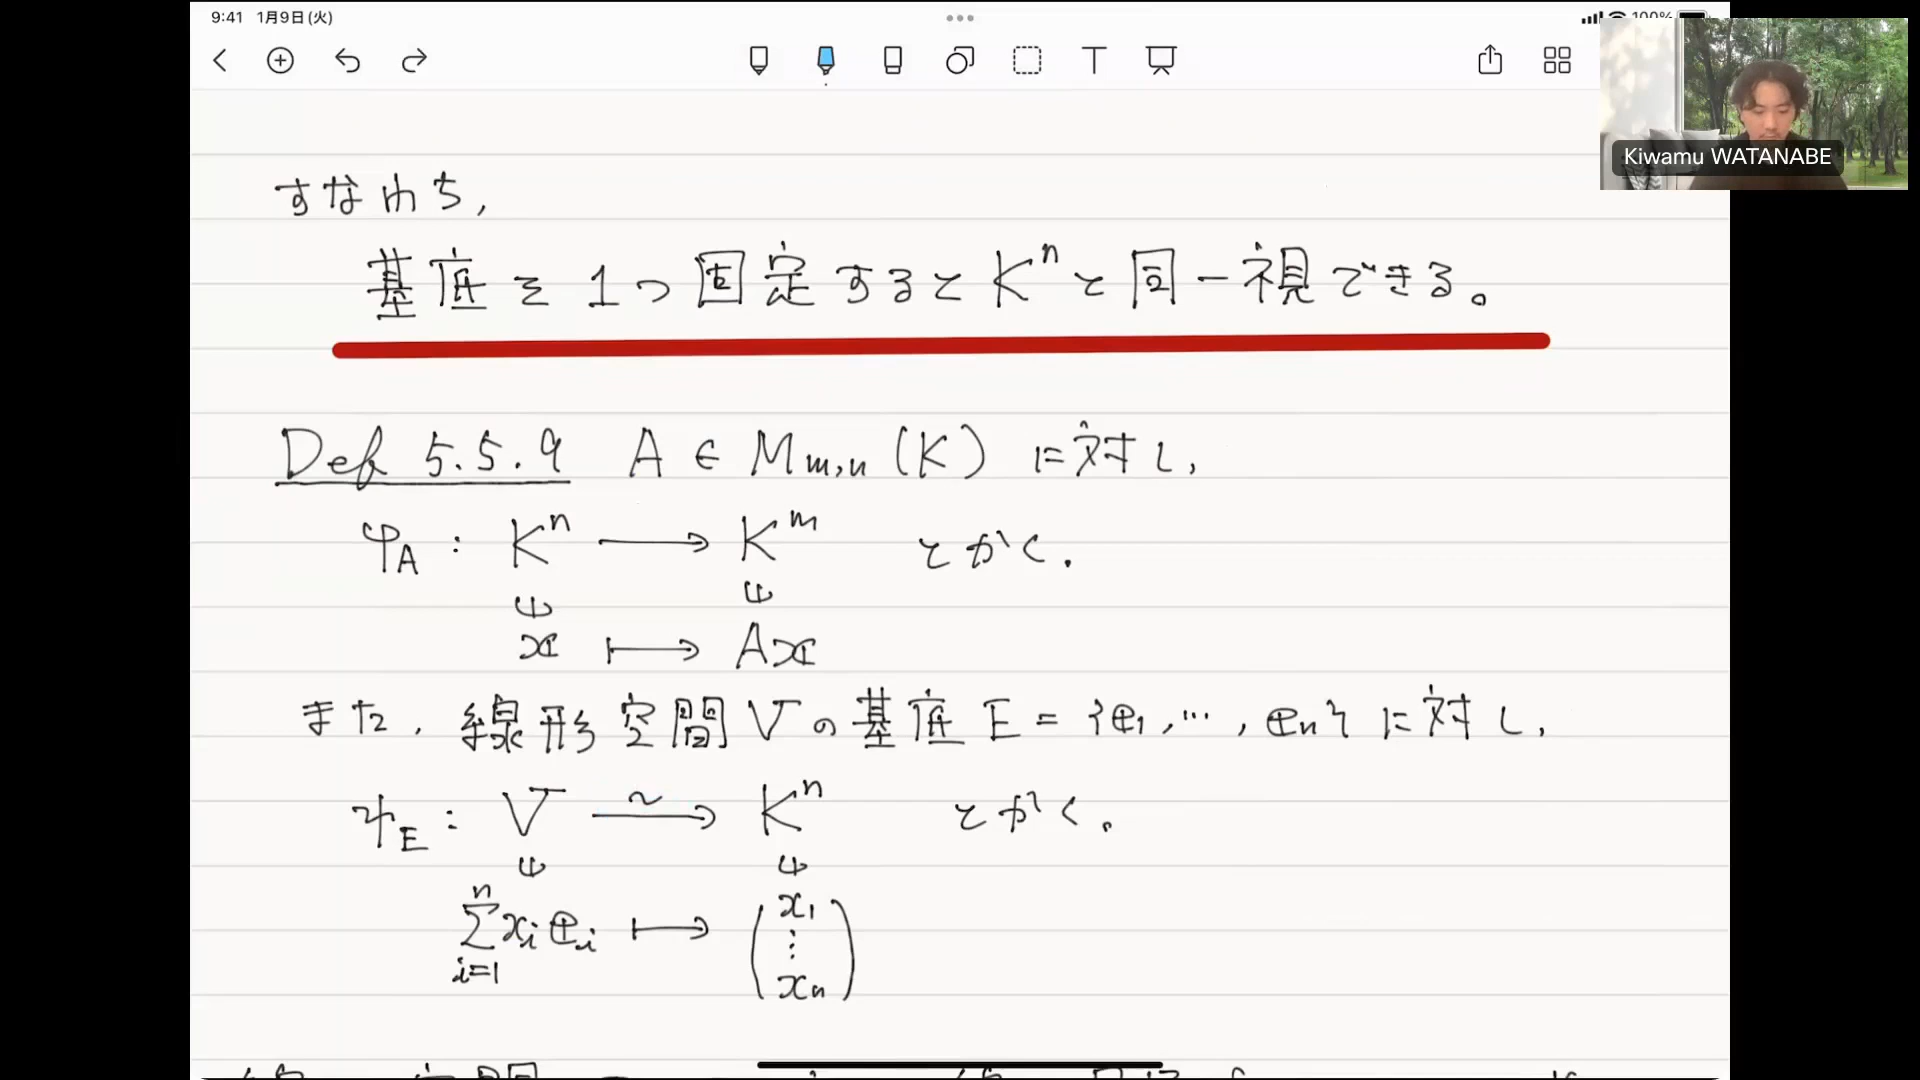 9:41 1月9日(火)
100%
Kiwamu WATANABE
すなわち,
基底を1つ固定するとKⁿと同一視できる。
Def 5.5.9 A ∈ Mm,n (K) に対し,
φA : Kⁿ ⟶ Kᵐ とかく.
x ⟼ Ax
また, 線形空間Vの基底E = {e1, ⋯, en} に対し,
ψE : V ⥲ Kⁿ とかく.
n
∑ xi ei ⟼ (x1 ⋮ xn)
i=1